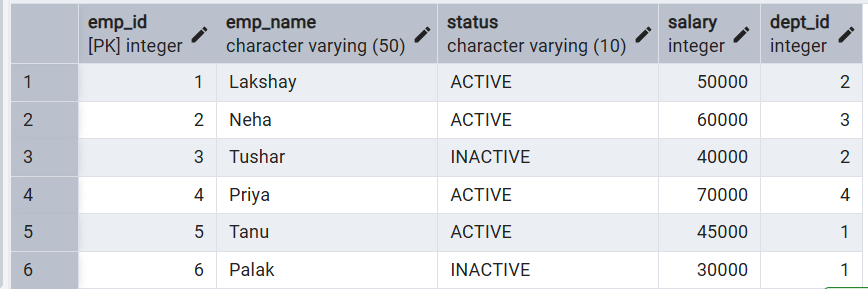 emp_id emp_name status salary dept_id
[PK] integer character varying (50) character varying (10) integer integer
1 1 Lakshay ACTIVE 50000 2
2 2 Neha ACTIVE 60000 3
3 3 Tushar INACTIVE 40000 2
4 4 Priya ACTIVE 70000 4
5 5 Tanu ACTIVE 45000 1
6 6 Palak INACTIVE 30000 1